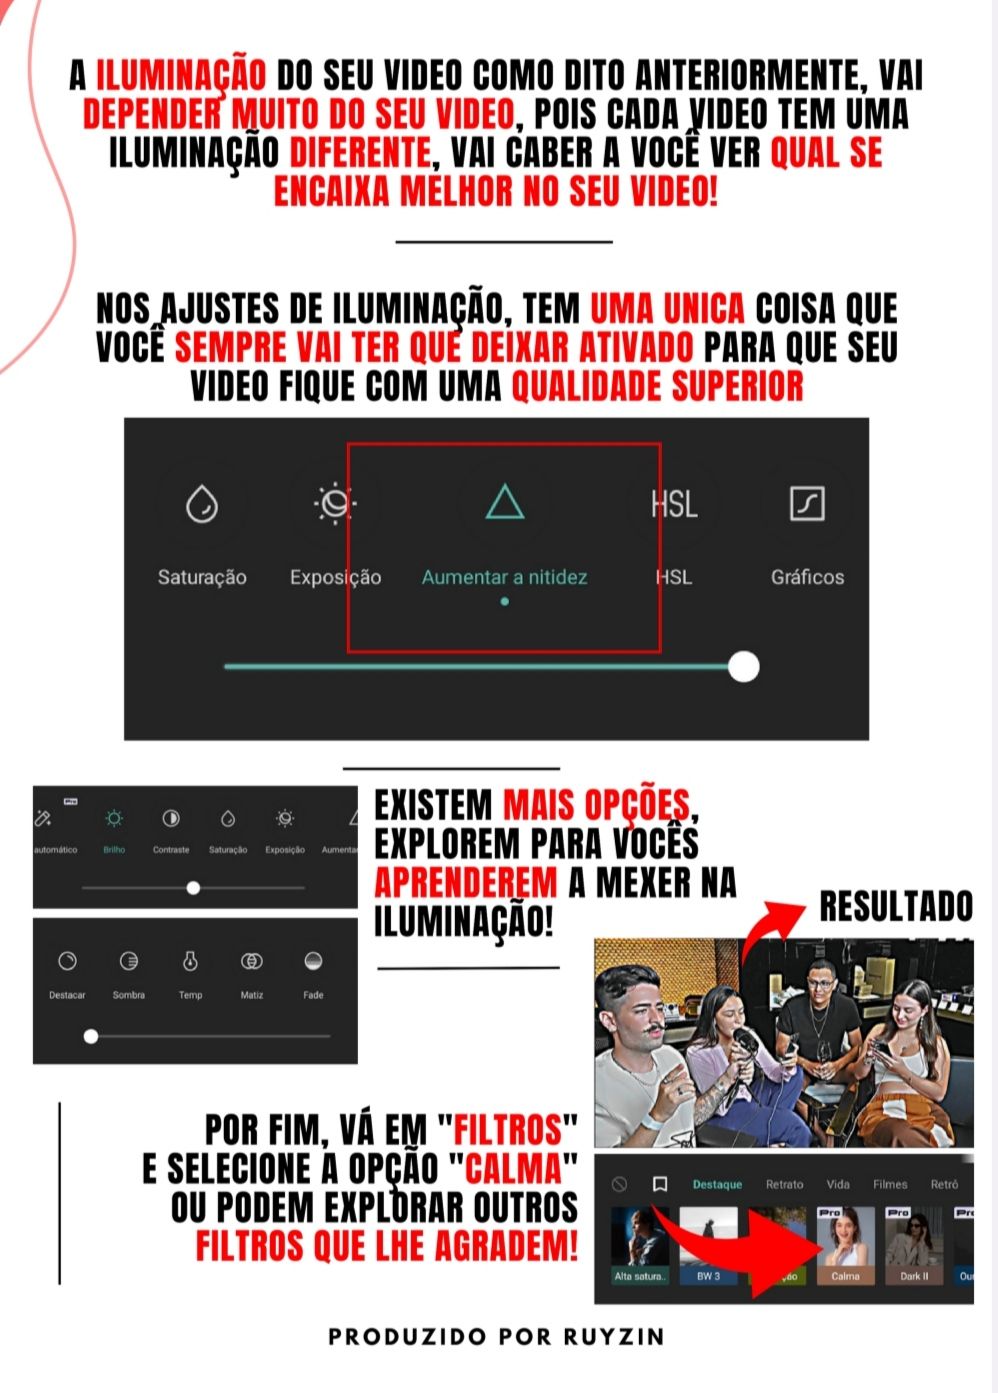 A ILUMINAÇÃO DO SEU VIDEO COMO DITO ANTERIORMENTE, VAI
DEPENDER MUITO DO SEU VIDEO, POIS CADA VIDEO TEM UMA
ILUMINAÇÃO DIFERENTE, VAI CABER A VOCÊ VER QUAL SE
ENCAIXA MELHOR NO SEU VIDEO!
NOS AJUSTES DE ILUMINAÇÃO, TEM UMA UNICA COISA QUE
VOCÊ SEMPRE VAI TER QUE DEIXAR ATIVADO PARA QUE SEU
VIDEO FIQUE COM UMA QUALIDADE SUPERIOR
HSL
Saturação Exposição Aumentar a nitidez HSL Gráficos
Pro
automático Brilho Contraste Saturação Exposição Aumentar
Destacar Sombra Temp Matiz Fade
EXISTEM MAIS OPÇÕES,
EXPLOREM PARA VOCÊS
APRENDEREM A MEXER NA
ILUMINAÇÃO!
RESULTADO
POR FIM, VÁ EM "FILTROS"
E SELECIONE A OPÇÃO "CALMA"
OU PODEM EXPLORAR OUTROS
FILTROS QUE LHE AGRADEM!
Destaque Retrato Vida Filmes Retrô
Pro Pro Pro
Alta satura.. BW 3 Calma Dark II Ou
PRODUZIDO POR RUYZIN